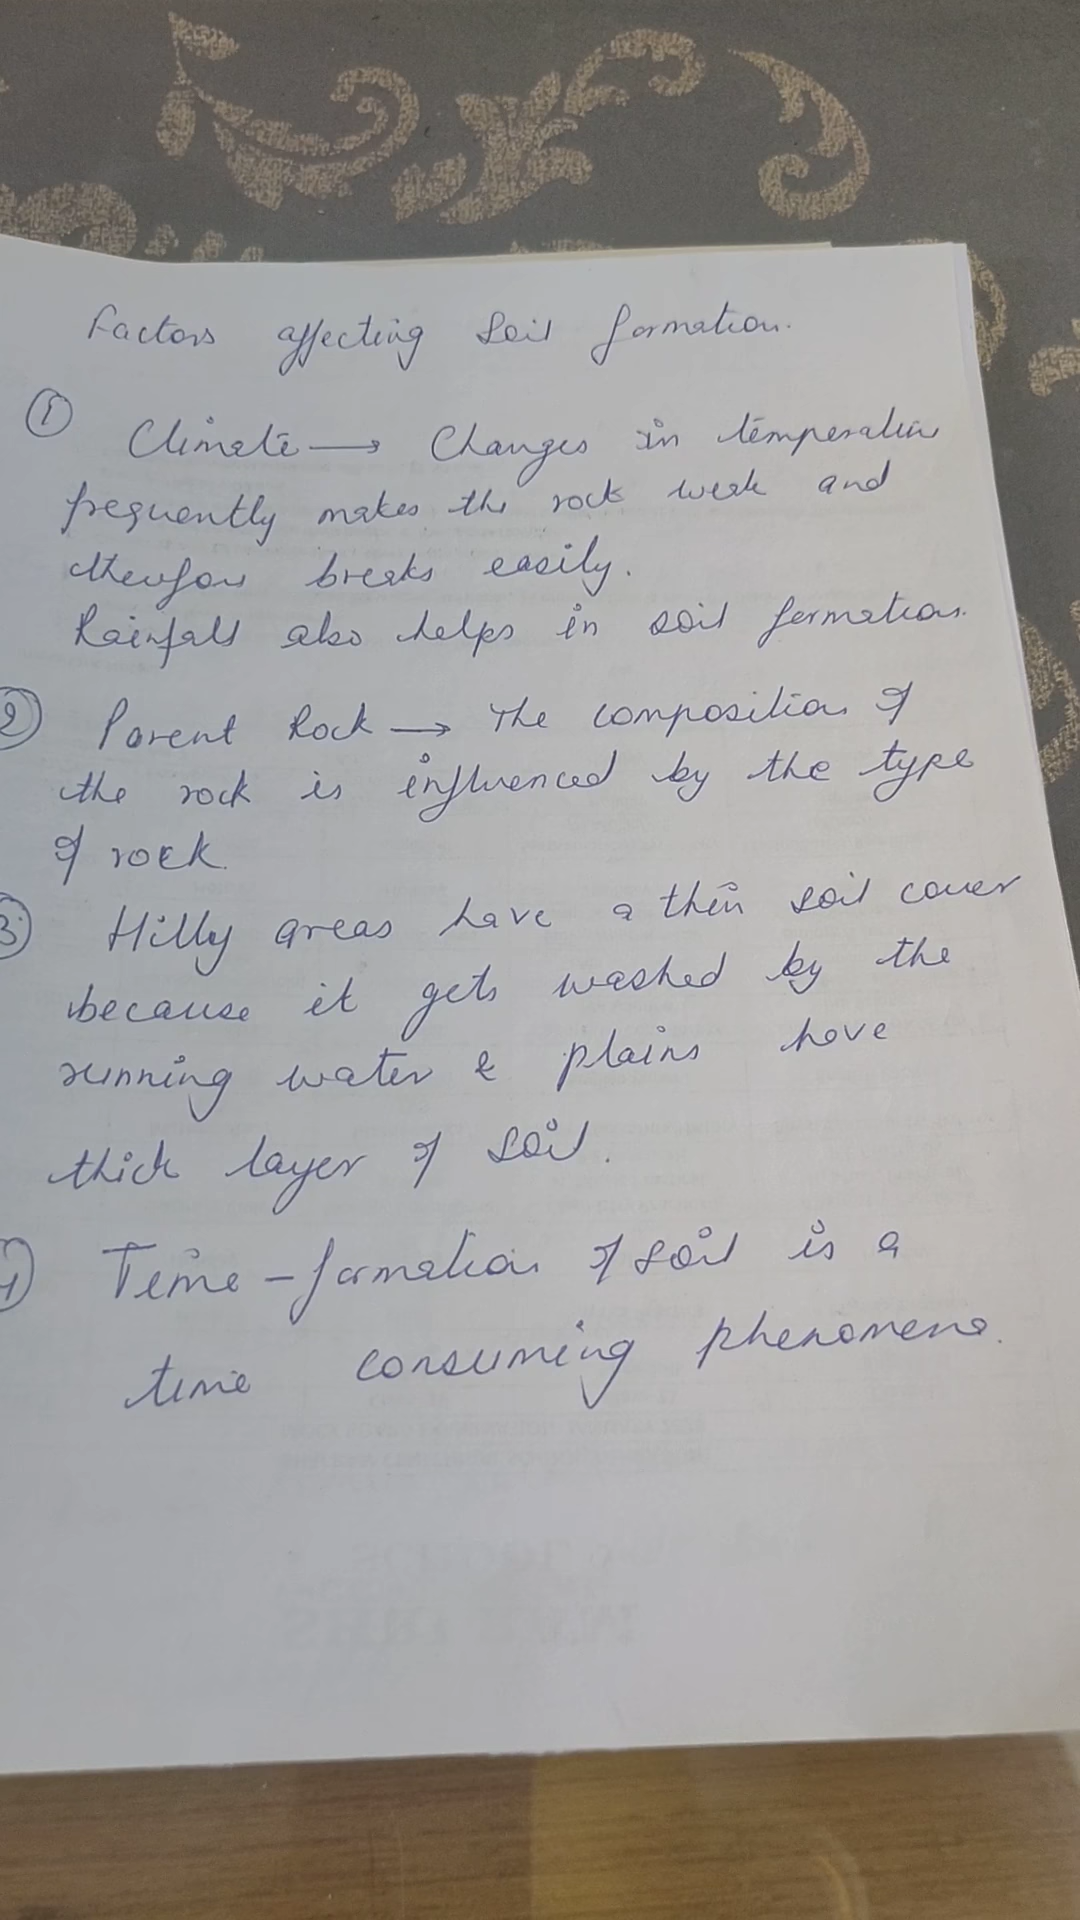 Factors affecting soil formation.
① Climate → Changes in temperature
frequently makes the rock weak and
therefore breaks easily.
Rainfall also helps in soil formation.
② Parent Rock → The composition of
the rock is influenced by the type
of rock.
③ Hilly areas have a thin soil cover
because it gets washed by the
running water & plains have
thick layer of soil.
④ Time - formation of soil is a
time consuming phenomena.